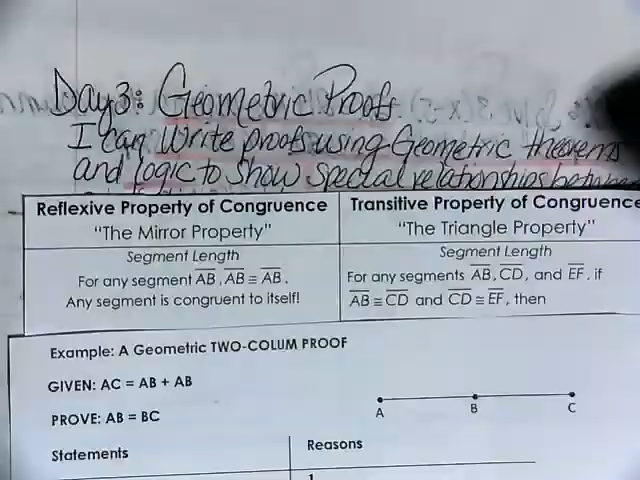 Day 3: Geometric Proofs
I can write proofs using Geometric theorems
and logic to show special relationships between
Reflexive Property of Congruence
"The Mirror Property"
Segment Length
For any segment AB, AB ≅ AB.
Any segment is congruent to itself!
Transitive Property of Congruence
"The Triangle Property"
Segment Length
For any segments AB, CD, and EF, if
AB ≅ CD and CD ≅ EF, then
Example: A Geometric TWO-COLUM PROOF
GIVEN: AC = AB + AB
PROVE: AB = BC
A B C
Statements
Reasons
1